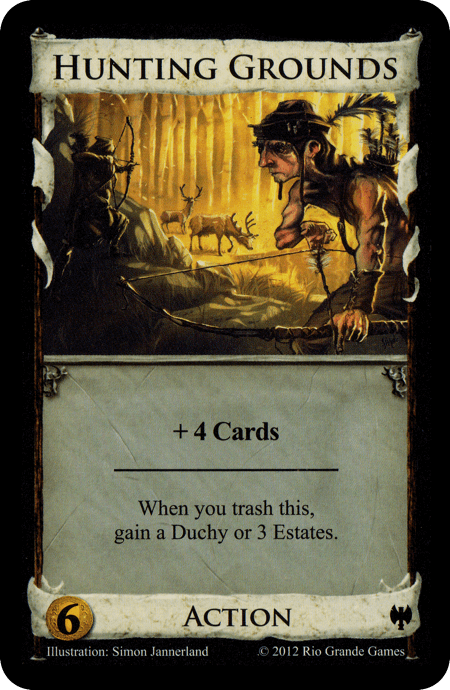 HUNTING GROUNDS
+ 4 Cards
When you trash this,
gain a Duchy or 3 Estates.
6
ACTION
Illustration: Simon Jannerland
© 2012 Rio Grande Games